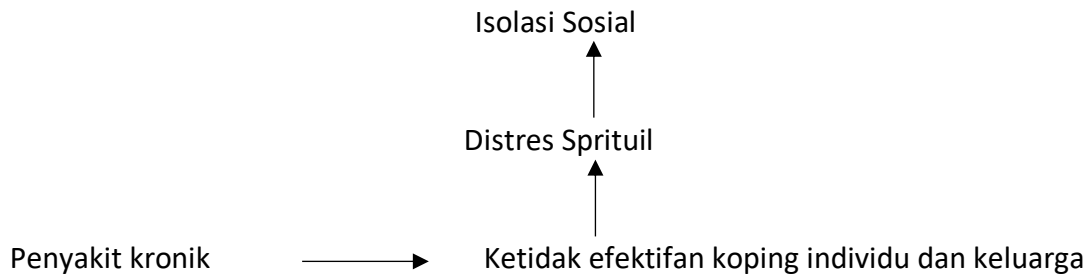 Isolasi Sosial
Distres Sprituil
Penyakit kronik Ketidak efektifan koping individu dan keluarga